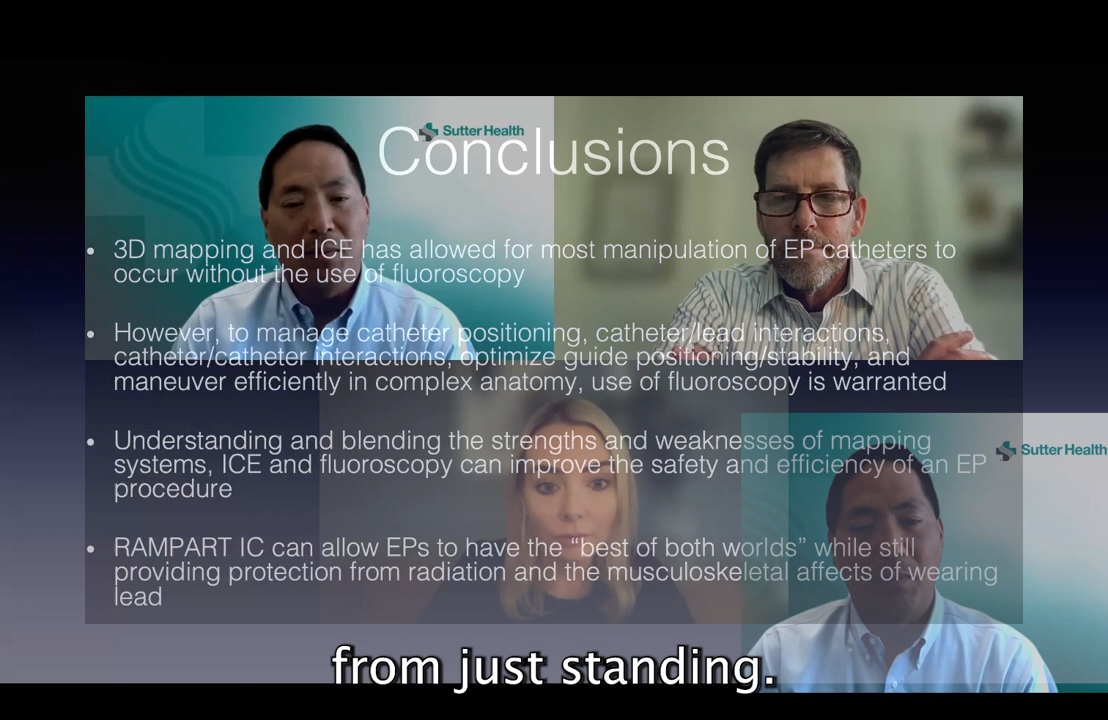 Sutter Health
Conclusions
• 3D mapping and ICE has allowed for most manipulation of EP catheters to
occur without the use of fluoroscopy
• However, to manage catheter positioning, catheter/lead interactions,
catheter/catheter interactions, optimize guide positioning/stability, and
maneuver efficiently in complex anatomy, use of fluoroscopy is warranted
• Understanding and blending the strengths and weaknesses of mapping
systems, ICE and fluoroscopy can improve the safety and efficiency of an EP
procedure
Sutter Health
• RAMPART IC can allow EPs to have the “best of both worlds” while still
providing protection from radiation and the musculoskeletal affects of wearing
lead
from just standing.